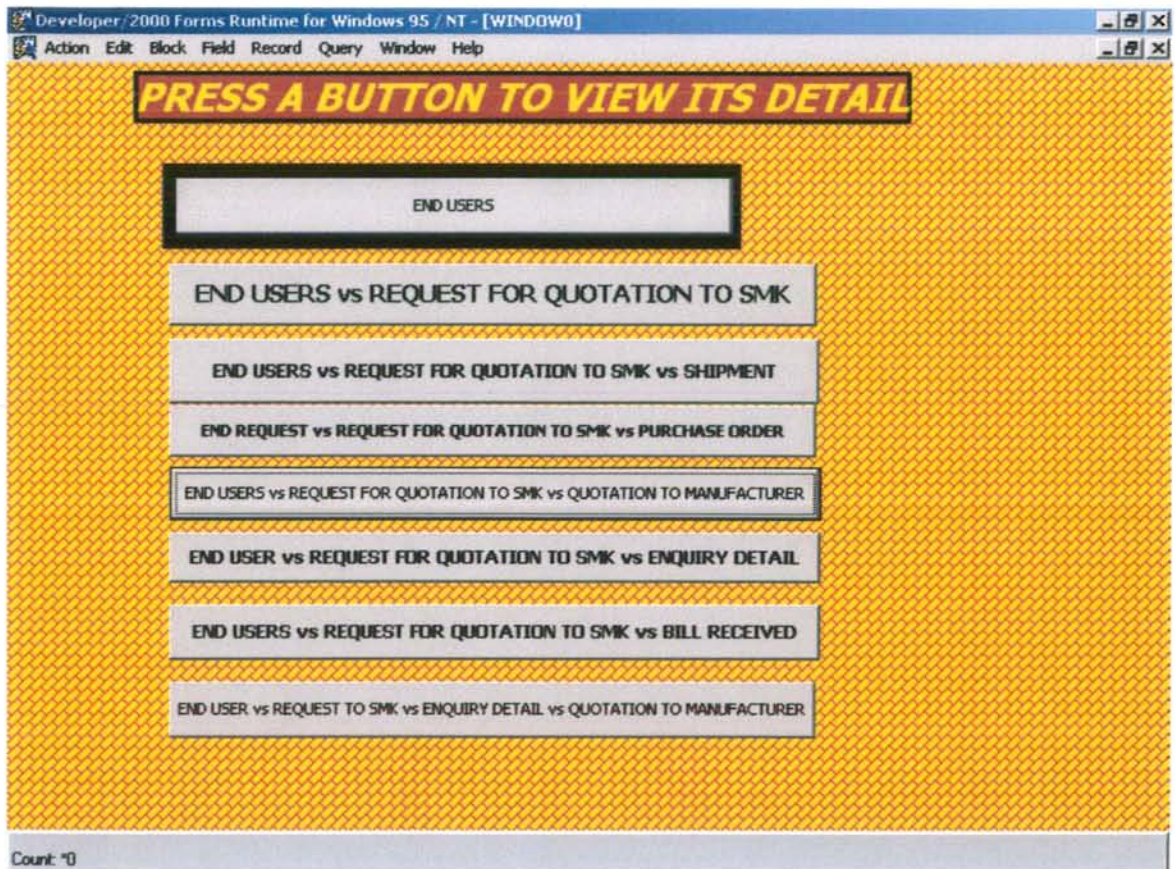 Developer/2000 Forms Runtime for Windows 95 / NT - [WINDOW0]
Action Edit Block Field Record Query Window Help
PRESS A BUTTON TO VIEW ITS DETAIL
END USERS
END USERS vs REQUEST FOR QUOTATION TO SMK
END USERS vs REQUEST FOR QUOTATION TO SMK vs SHIPMENT
END REQUEST vs REQUEST FOR QUOTATION TO SMK vs PURCHASE ORDER
END USERS vs REQUEST FOR QUOTATION TO SMK vs QUOTATION TO MANUFACTURER
END USER vs REQUEST FOR QUOTATION TO SMK vs ENQUIRY DETAIL
END USERS vs REQUEST FOR QUOTATION TO SMK vs BILL RECEIVED
END USER vs REQUEST TO SMK vs ENQUIRY DETAIL vs QUOTATION TO MANUFACTURER
Count: *0